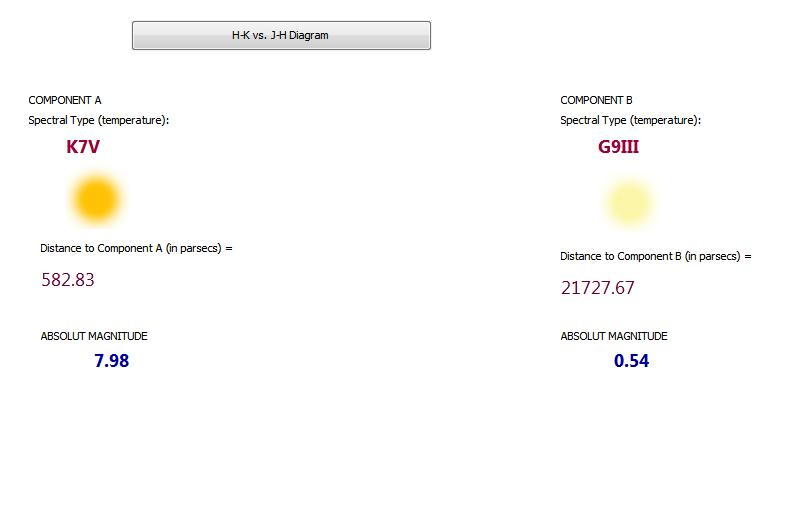 H-K vs. J-H Diagram
COMPONENT A
Spectral Type (temperature):
K7V
Distance to Component A (in parsecs) =
582.83
ABSOLUT MAGNITUDE
7.98
COMPONENT B
Spectral Type (temperature):
G9III
Distance to Component B (in parsecs) =
21727.67
ABSOLUT MAGNITUDE
0.54